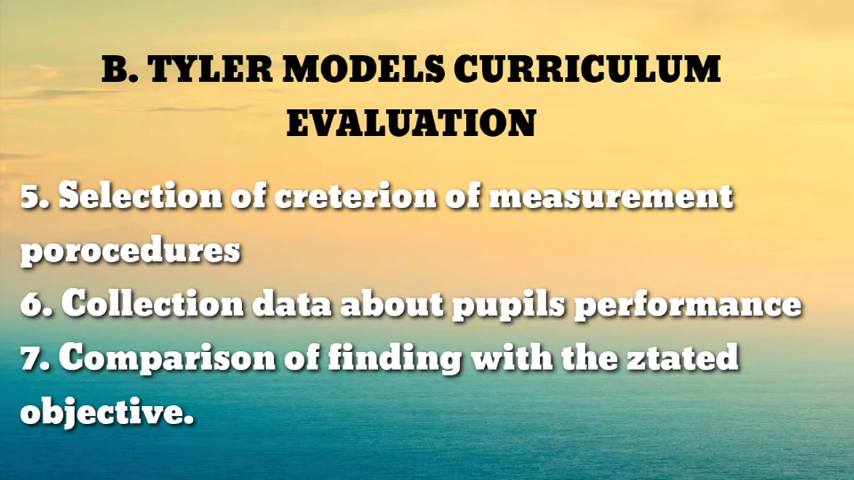 B. TYLER MODELS CURRICULUM
EVALUATION
5. Selection of creterion of measurement
porocedures
6. Collection data about pupils performance
7. Comparison of finding with the ztated
objective.